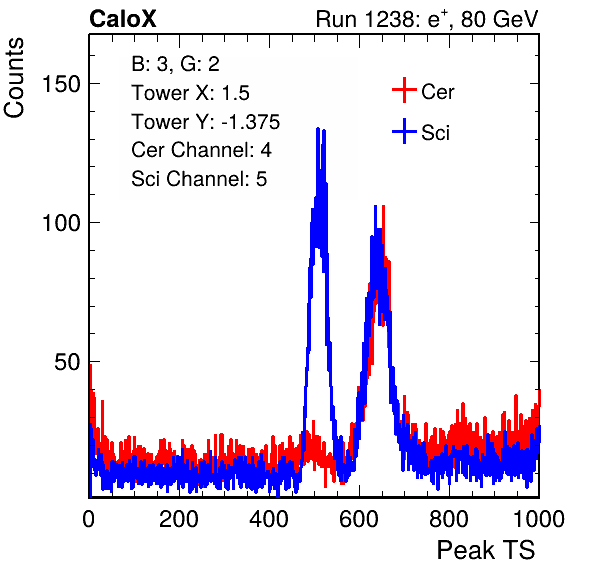 CaloX
Run 1238: e+, 80 GeV
Counts
B: 3, G: 2
Tower X: 1.5
Tower Y: -1.375
Cer Channel: 4
Sci Channel: 5
Cer
Sci
150
100
50
0 200 400 600 800 1000
Peak TS